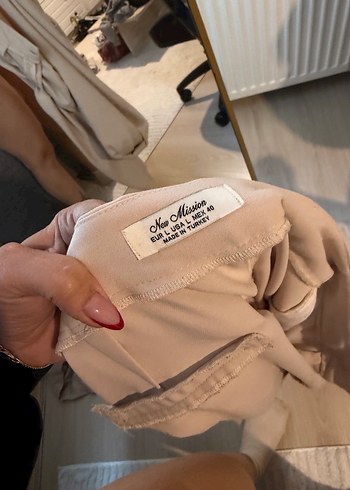 New Mission
EUR L USA L MEX 40
MADE IN TURKEY